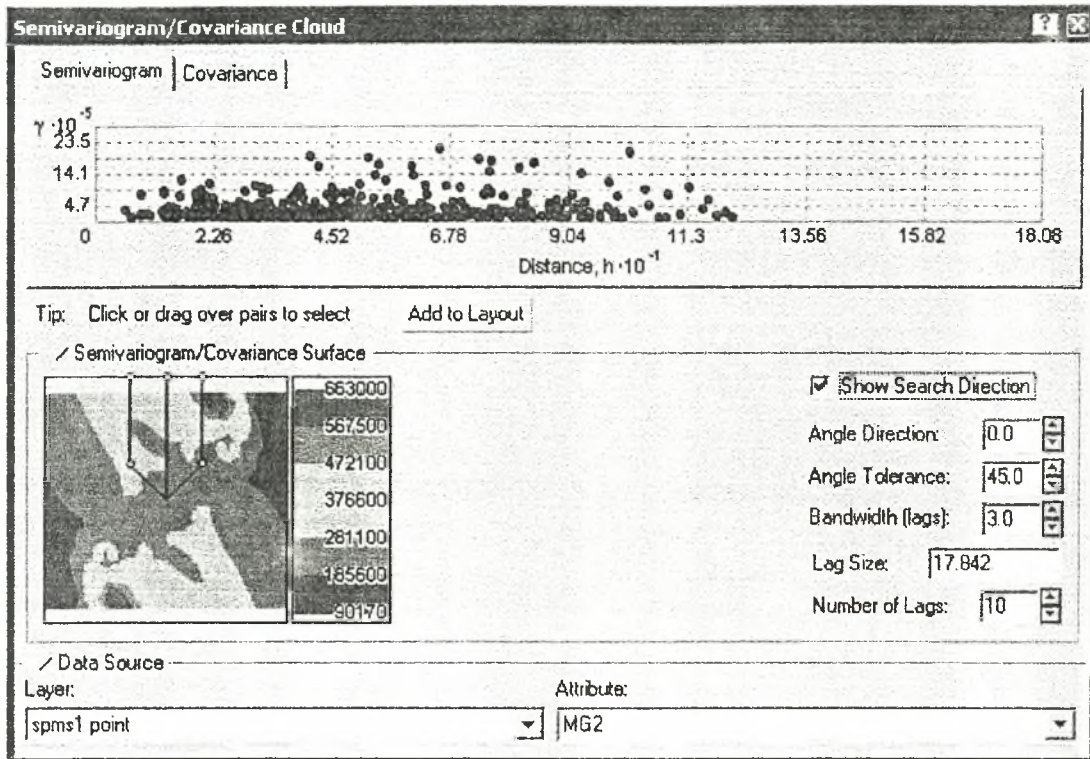 Semivariogram/Covariance Cloud
Semivariogram Covariance
γ·10⁻⁵
23.5
14.1
4.7
0 2.26 4.52 6.78 9.04 11.3 13.56 15.82 18.08
Distance, h·10⁻¹
Tip: Click or drag over pairs to select Add to Layout
Semivariogram/Covariance Surface
663000
567500
472100
376600
281100
185600
90170
Show Search Direction
Angle Direction: 0.0
Angle Tolerance: 45.0
Bandwidth (lags): 3.0
Lag Size: 17.842
Number of Lags: 10
Data Source
Layer: Attribute:
spms1 point MG2